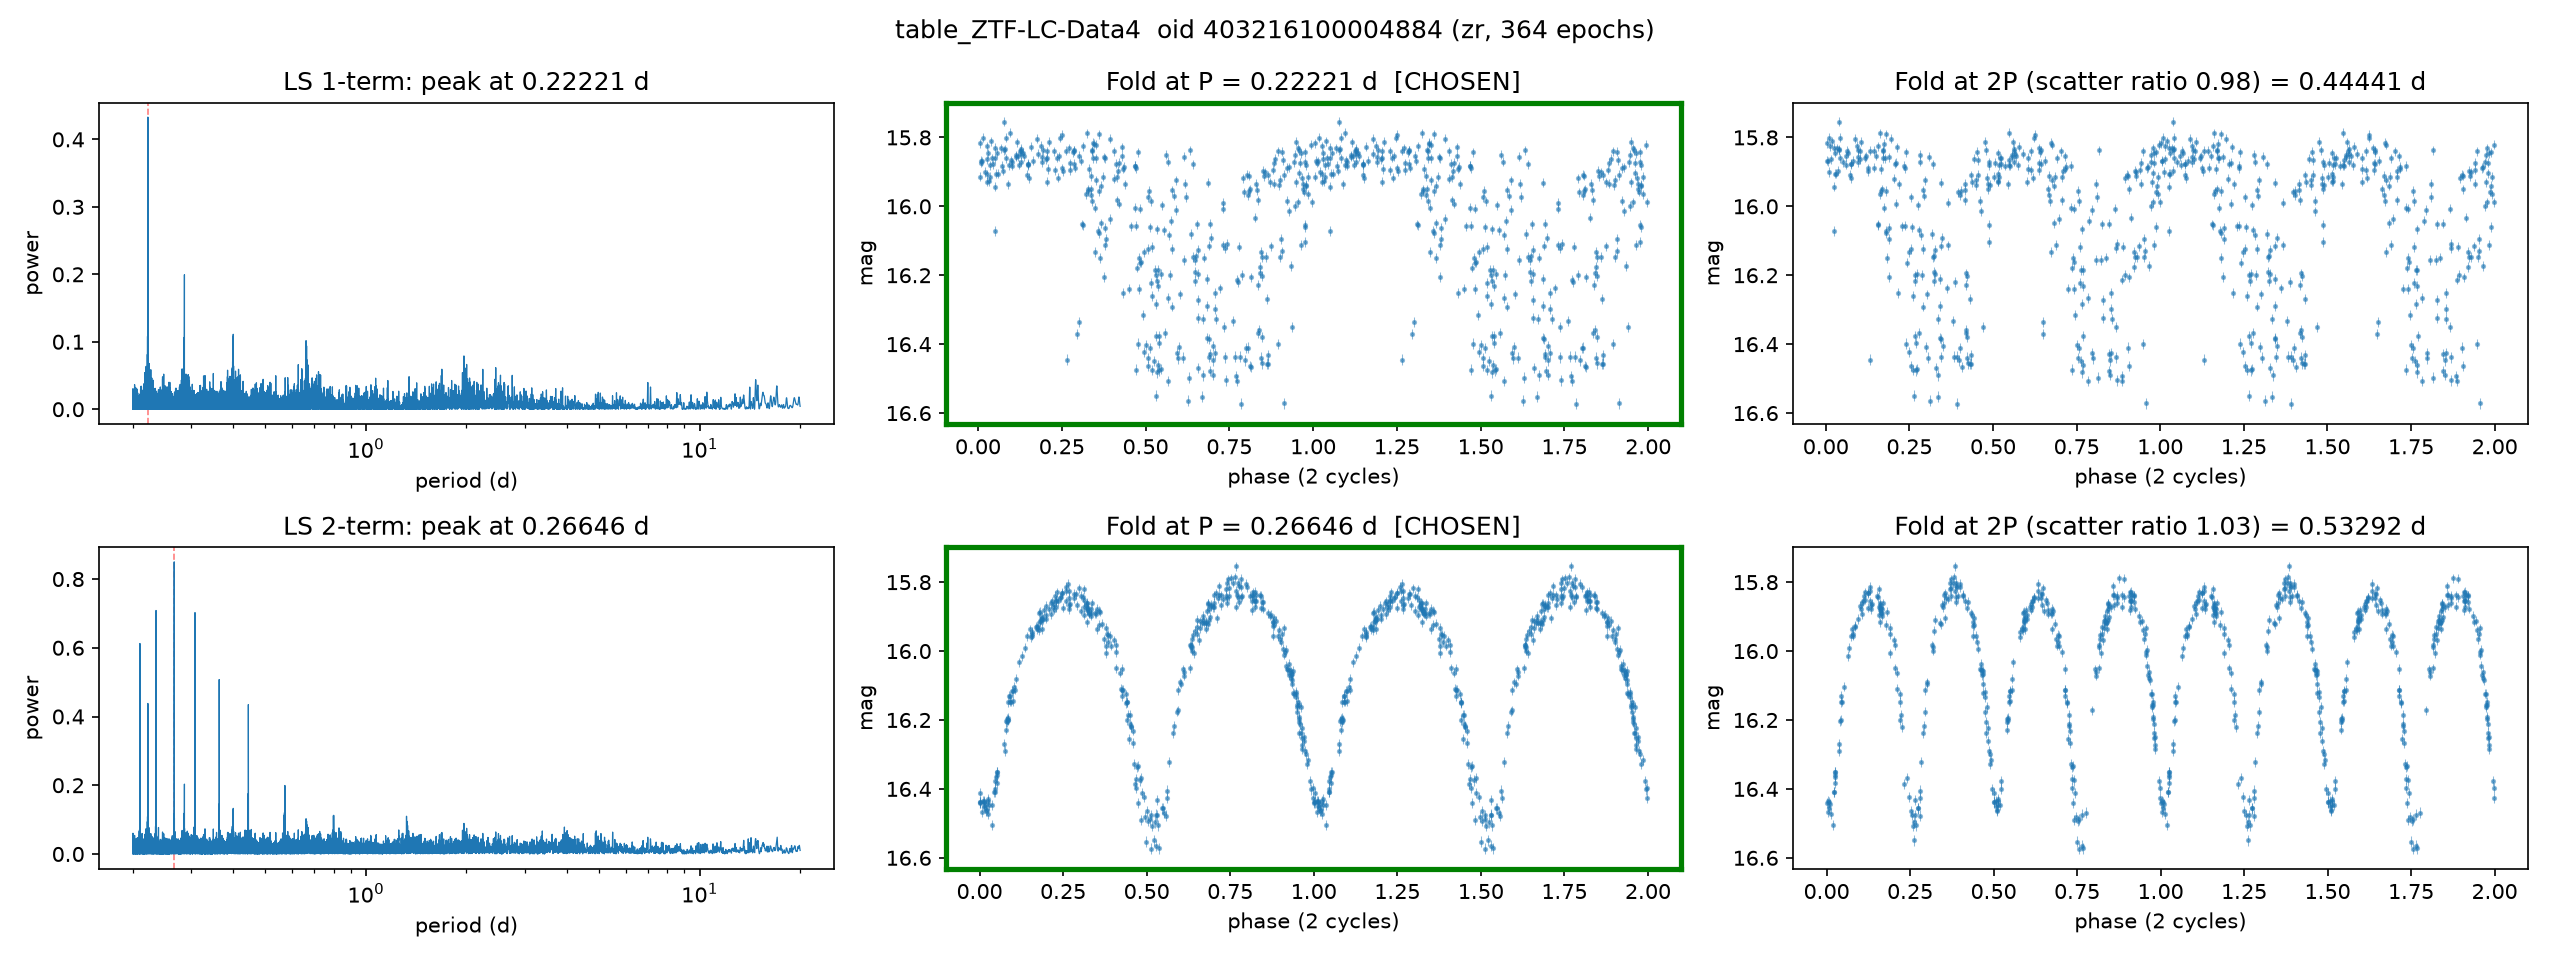 table_ZTF-LC-Data4 oid 403216100004884 (zr, 364 epochs)
LS 1-term: peak at 0.22221 d
Fold at P = 0.22221 d [CHOSEN]
Fold at 2P (scatter ratio 0.98) = 0.44441 d
power
0.4
0.3
0.2
0.1
0.0
10⁰
10¹
period (d)
mag
15.8
16.0
16.2
16.4
16.6
0.00 0.25 0.50 0.75 1.00 1.25 1.50 1.75 2.00
phase (2 cycles)
mag
15.8
16.0
16.2
16.4
16.6
0.00 0.25 0.50 0.75 1.00 1.25 1.50 1.75 2.00
phase (2 cycles)
LS 2-term: peak at 0.26646 d
Fold at P = 0.26646 d [CHOSEN]
Fold at 2P (scatter ratio 1.03) = 0.53292 d
power
0.8
0.6
0.4
0.2
0.0
10⁰
10¹
period (d)
mag
15.8
16.0
16.2
16.4
16.6
0.00 0.25 0.50 0.75 1.00 1.25 1.50 1.75 2.00
phase (2 cycles)
mag
15.8
16.0
16.2
16.4
16.6
0.00 0.25 0.50 0.75 1.00 1.25 1.50 1.75 2.00
phase (2 cycles)